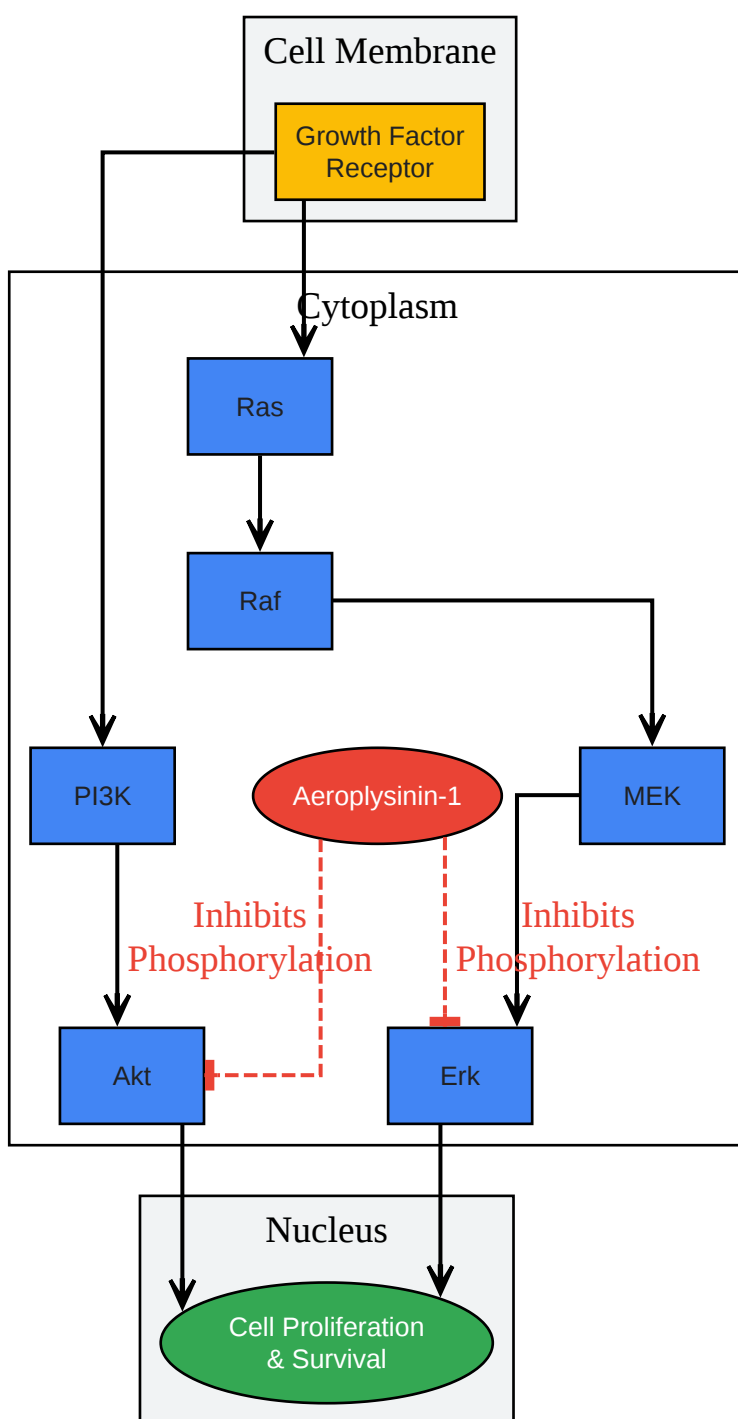 Cell Membrane
Growth Factor
Receptor
Cytoplasm
Ras
Raf
PI3K
Aeroplysinin-1
MEK
Inhibits
Phosphorylation
Inhibits
Phosphorylation
Akt
Erk
Nucleus
Cell Proliferation
& Survival